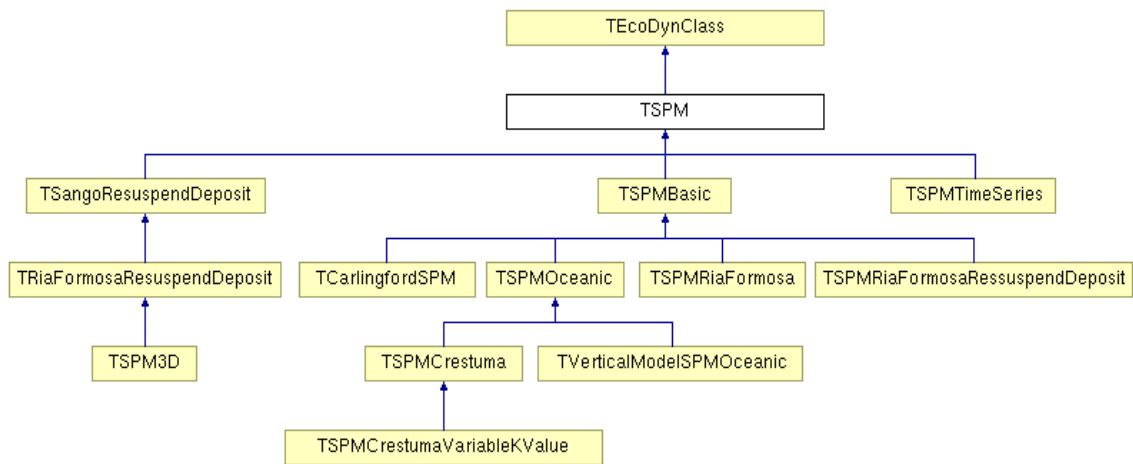 TEcoDynClass
TSPM
TSangoResuspendDeposit
TSPMBasic
TSPMTimeSeries
TRiaFormosaResuspendDeposit
TCarlingfordSPM
TSPMOceanic
TSPMRiaFormosa
TSPMRiaFormosaRessuspendDeposit
TSPM3D
TSPMCrestuma
TVerticalModelSPMOceanic
TSPMCrestumaVariableKValue